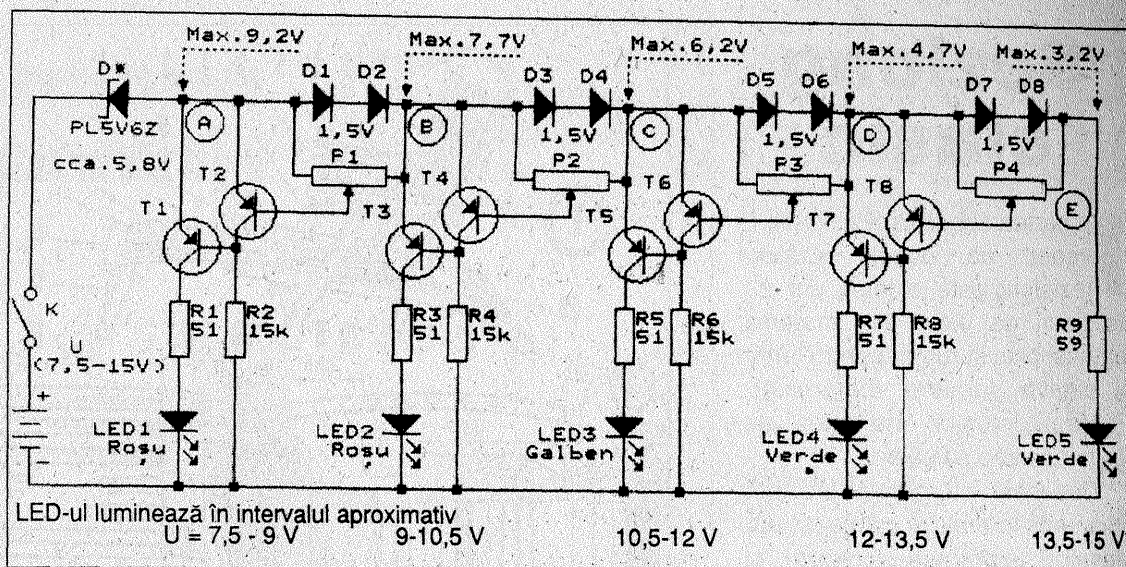 Max.9,2V
Max.7,7V
Max.6,2V
Max.4,7V
Max.3,2V
D*
D1 D2
D3 D4
D5 D6
D7 D8
PL5V6Z
A
1,5V
B
1,5V
C
1,5V
D
1,5V
cca.5,8V
P1
P2
P3
P4
E
T2
T4
T6
T8
T1
T3
T5
T7
K
U
(7,5-15V)
+
-
R1
51
R2
15k
R3
51
R4
15k
R5
51
R6
15k
R7
51
R8
15k
R9
59
LED1
Roşu
LED2
Roşu
LED3
Galben
LED4
Verde
LED5
Verde
LED-ul luminează în intervalul aproximativ
U = 7,5 - 9 V 9-10,5 V 10,5-12 V 12-13,5 V 13,5-15 V